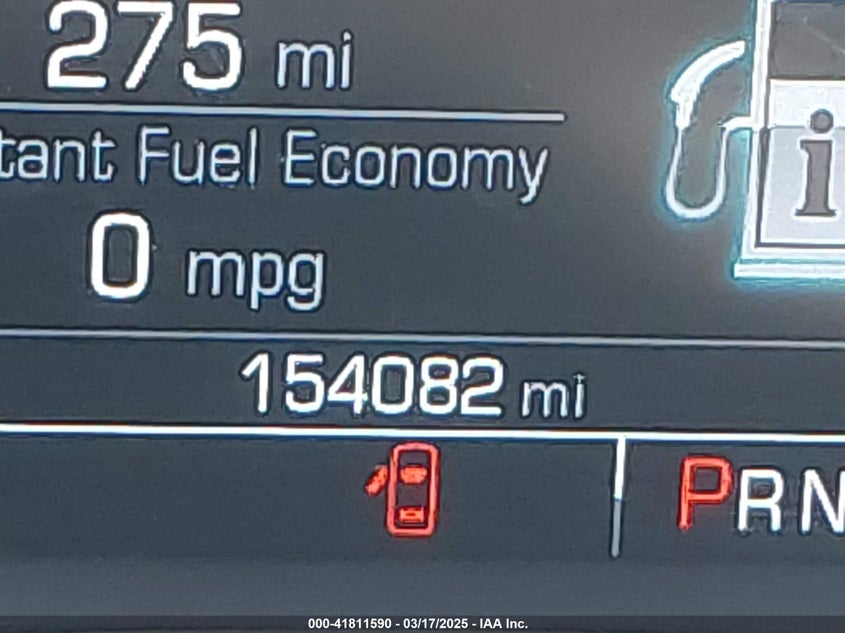 275 mi
tant Fuel Economy
0 mpg
i
154082 mi
PRN
000-41811590 - 03/17/2025 - IAA Inc.